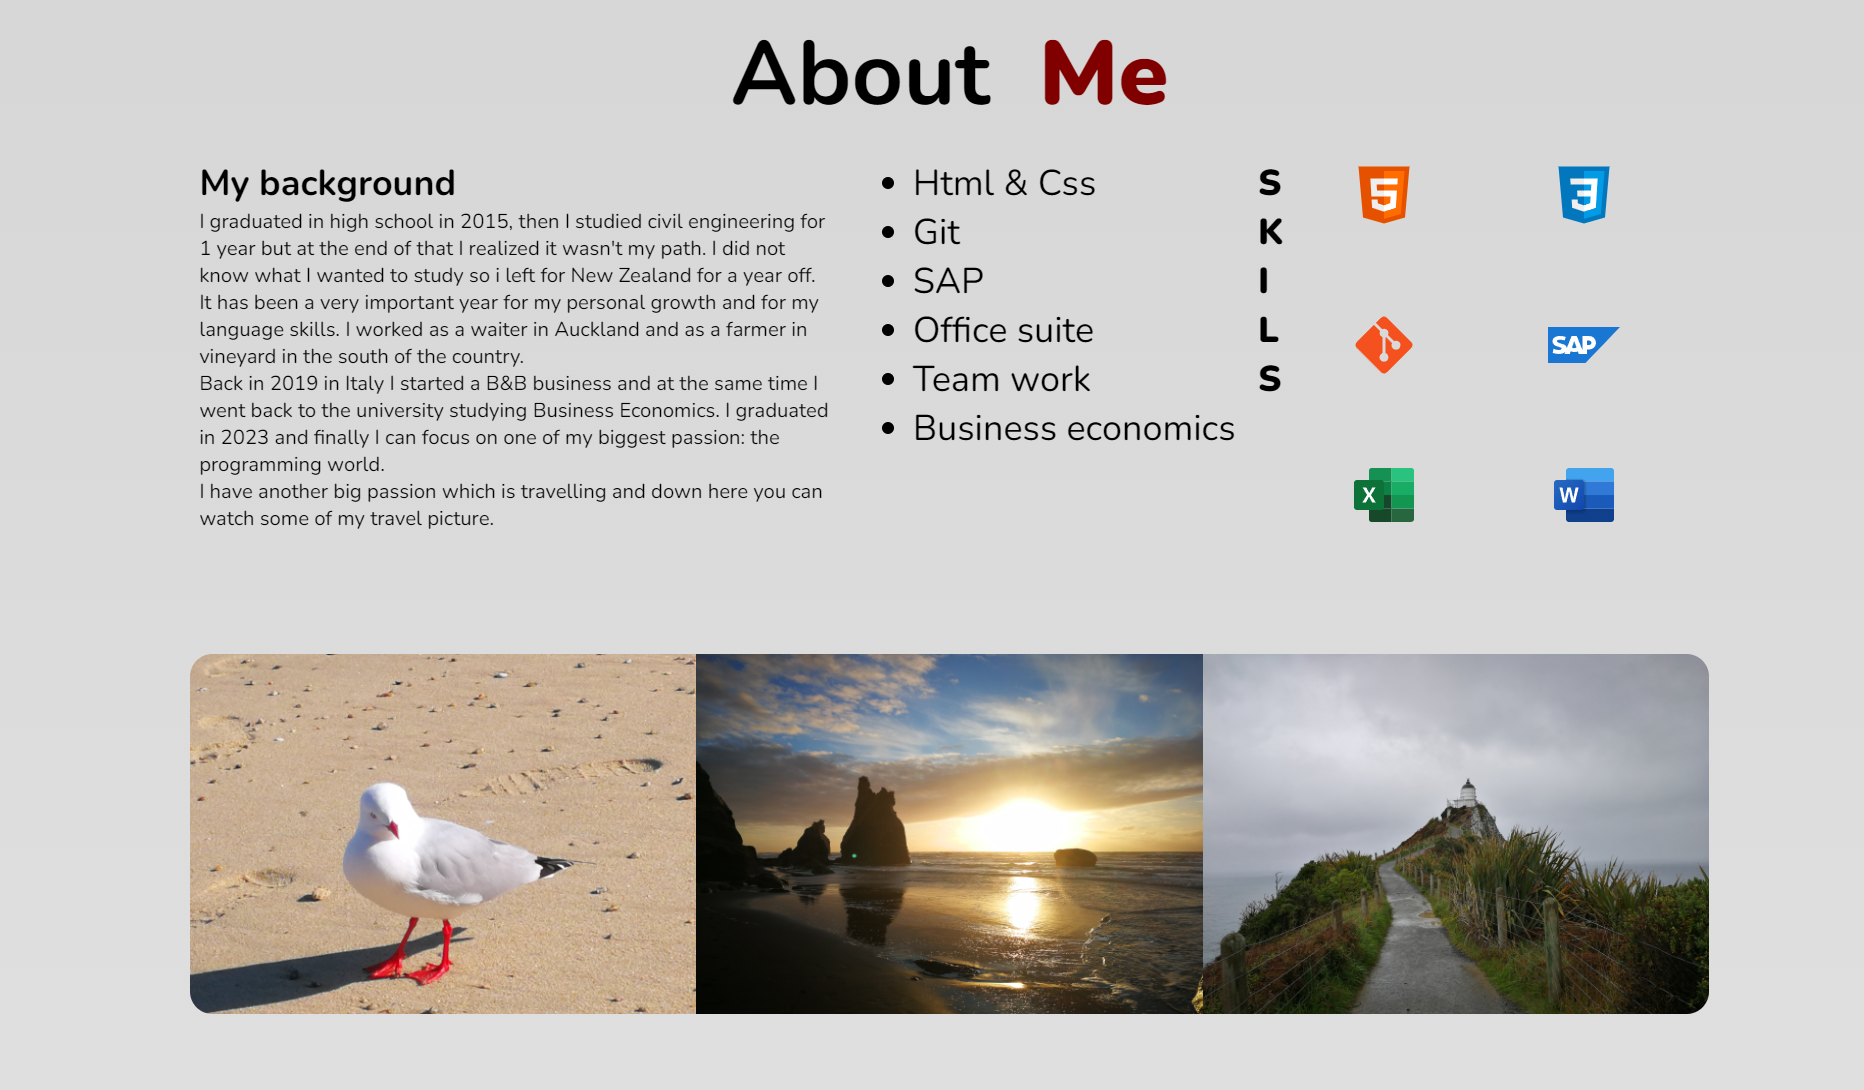 About Me
My background
I graduated in high school in 2015, then I studied civil engineering for
1 year but at the end of that I realized it wasn't my path. I did not
know what I wanted to study so i left for New Zealand for a year off.
It has been a very important year for my personal growth and for my
language skills. I worked as a waiter in Auckland and as a farmer in
vineyard in the south of the country.
Back in 2019 in Italy I started a B&B business and at the same time I
went back to the university studying Business Economics. I graduated
in 2023 and finally I can focus on one of my biggest passion: the
programming world.
I have another big passion which is travelling and down here you can
watch some of my travel picture.
Html & Css
Git
SAP
Office suite
Team work
Business economics
S
K
I
L
S
5
3
SAP
X
W